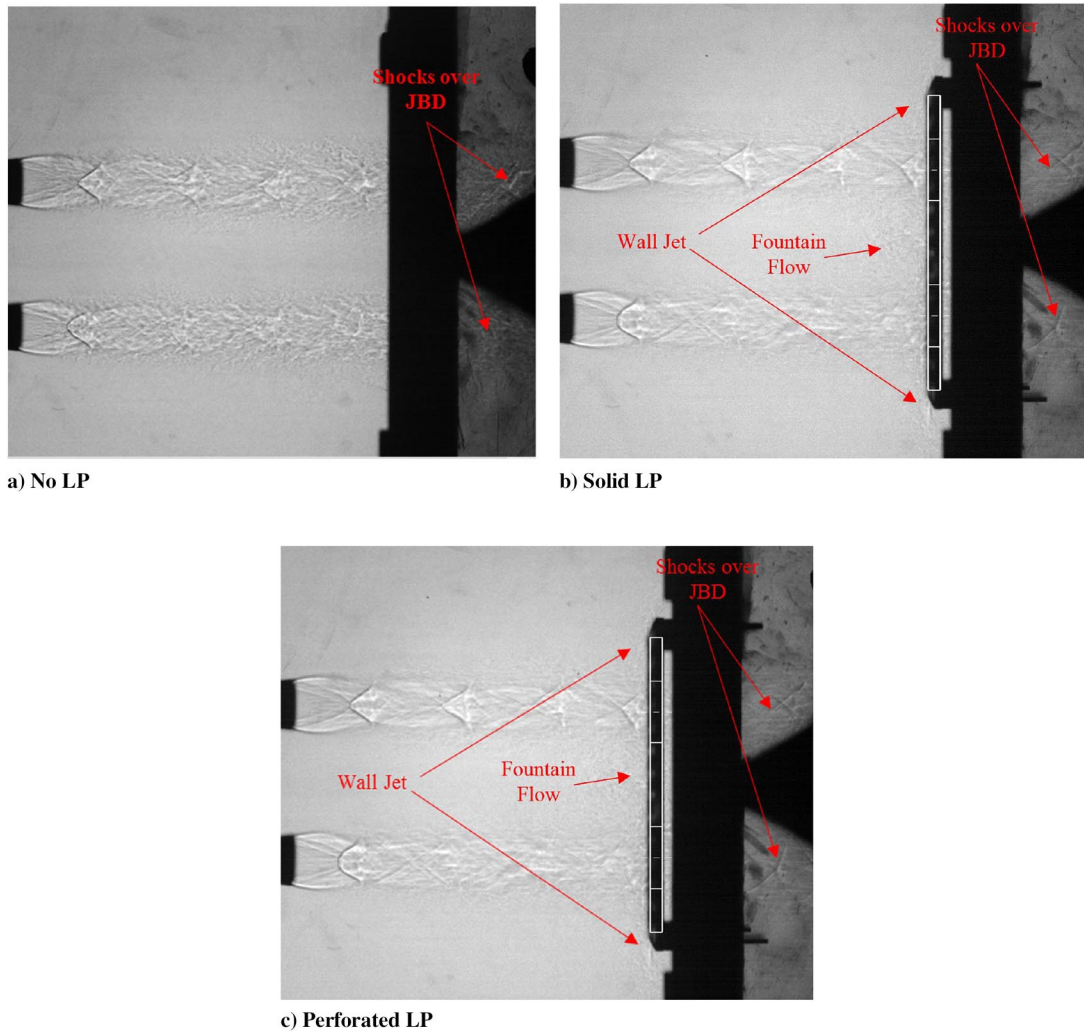 Shocks over
JBD
a) No LP
Shocks over
JBD
Wall Jet
Fountain
Flow
b) Solid LP
Shocks over
JBD
Wall Jet
Fountain
Flow
c) Perforated LP